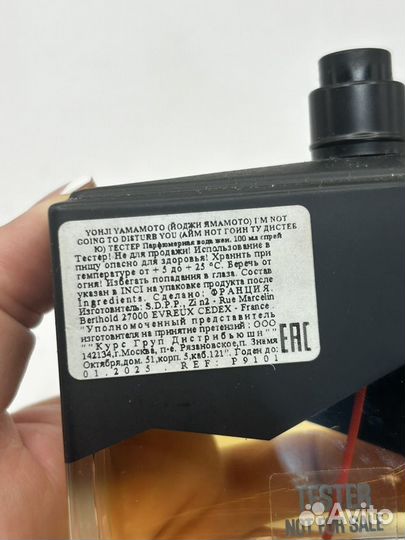 YOHJI YAMAMOTO (ЙОДЖИ ЯМАМОТО) I'M NOT
GOING TO DISTURB YOU (АЙМ НОТ ГОИН ТУ ДИСТЕБ
Ю) ТЕСТЕР Парфюмерная вода жен. 100 мл спрей
Тестер! Не для продажи! Использование в
пищу опасно для здоровья! Хранить при
температуре от + 5 до + 25 °C. Беречь от
огня! Избегать попадания в глаза. Состав
указан в INCI на упаковке продукта после
Ingredients. Сделано: ФРАНЦИЯ.
Изготовитель: S.D.P.P., Zi n2 - Rue Marcelin
Berthold 27000 EVREUX CEDEX - France.
Уполномоченный представитель
изготовителя на принятие претензий : ООО
""Курс Груп Дистрибьюшн""
142134,г.Москва, п-е. Рязановское,п. Знамя
Октября,дом. 51,корп.5,каб,121". Годен до:
01.2025. REF: P9101
EAC
TESTER
NOT FOR SALE
Avito